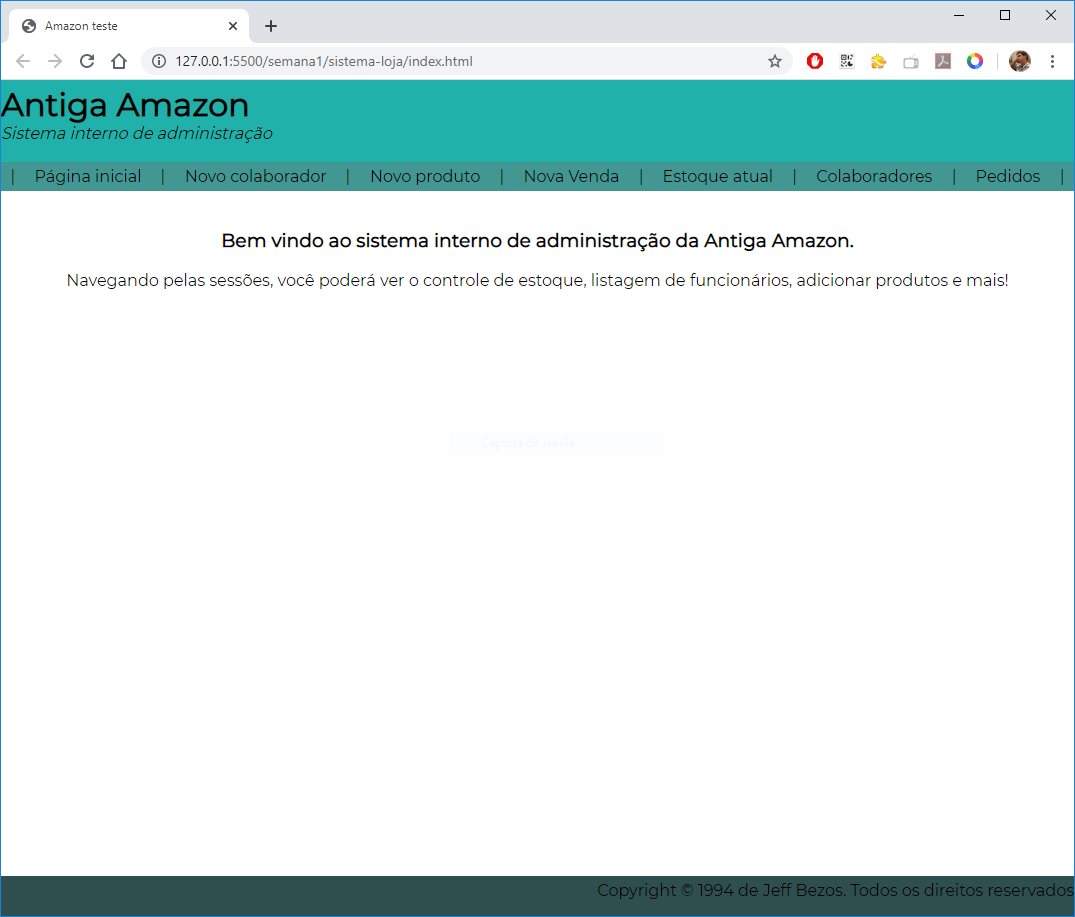 Amazon teste
127.0.0.1:5500/semana1/sistema-loja/index.html
Antiga Amazon
Sistema interno de administração
| Página inicial | Novo colaborador | Novo produto | Nova Venda | Estoque atual | Colaboradores | Pedidos |
Bem vindo ao sistema interno de administração da Antiga Amazon.
Navegando pelas sessões, você poderá ver o controle de estoque, listagem de funcionários, adicionar produtos e mais!
Captura de Janela
Copyright © 1994 de Jeff Bezos. Todos os direitos reservados